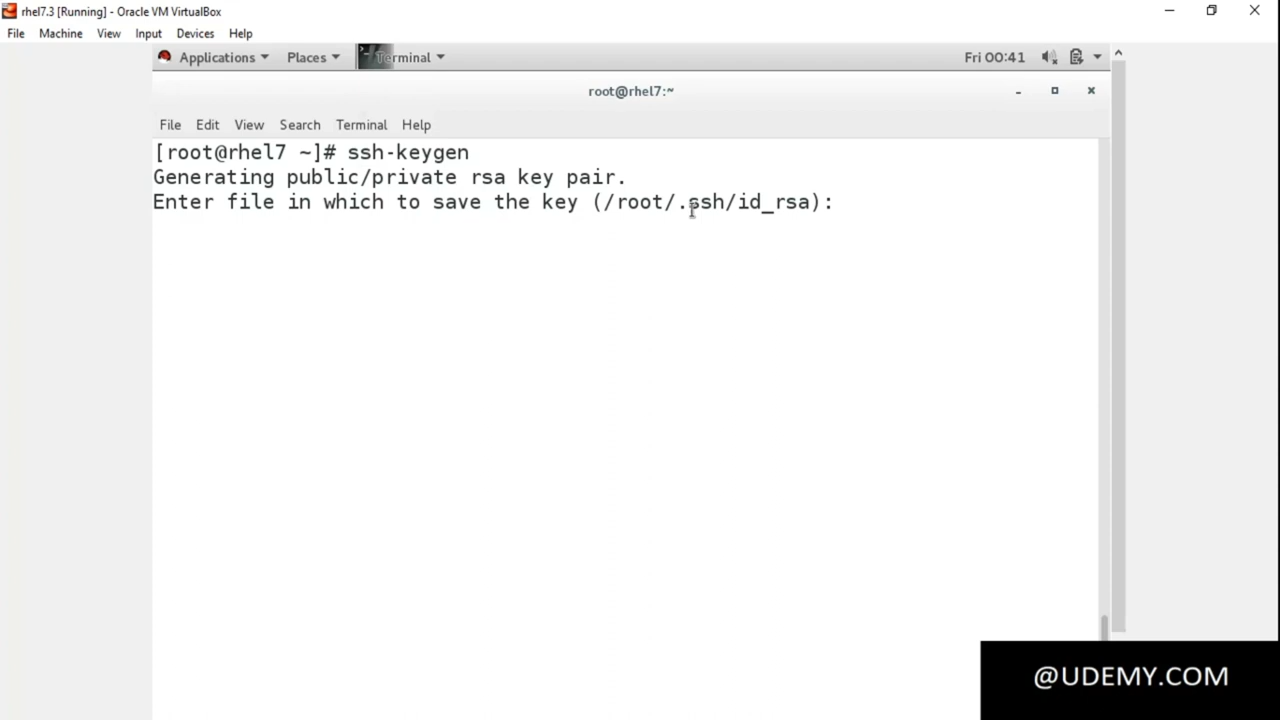 rhel7.3 [Running] - Oracle VM VirtualBox
File Machine View Input Devices Help
Applications Places Terminal Fri 00:41
root@rhel7:~
File Edit View Search Terminal Help
[root@rhel7 ~]# ssh-keygen
Generating public/private rsa key pair.
Enter file in which to save the key (/root/.ssh/id_rsa):
@UDEMY.COM